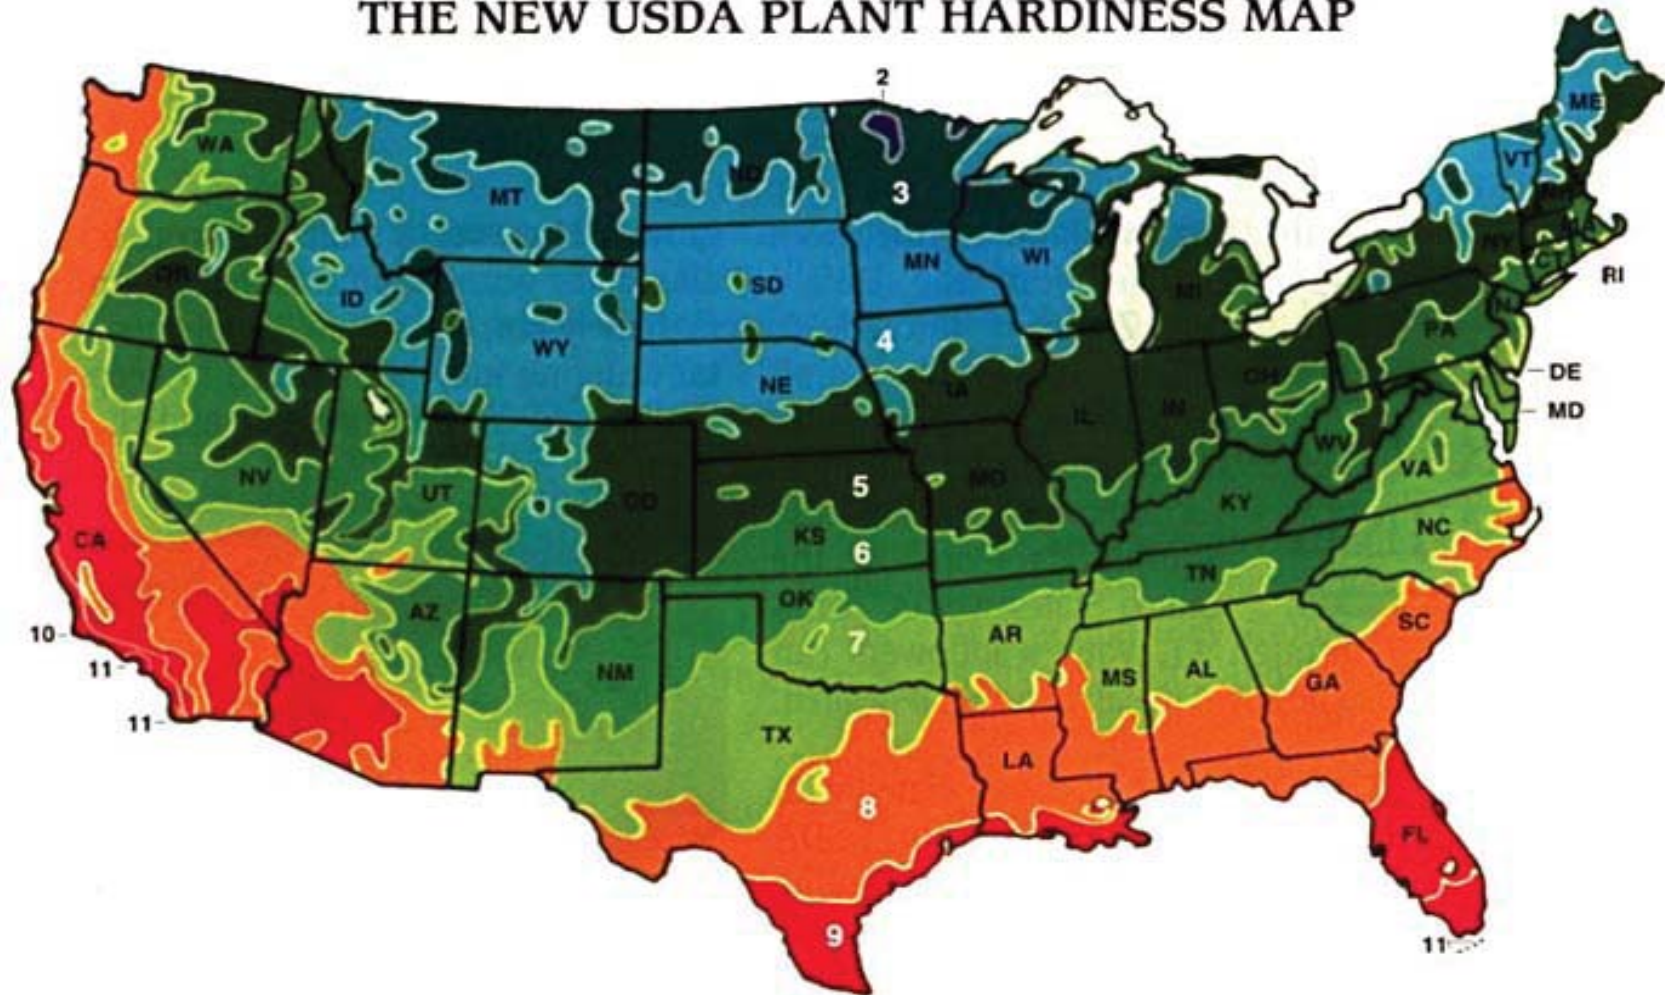 THE NEW USDA PLANT HARDINESS MAP
2
ME
WA
VT
MT
ND
3
NY
OR
MN
WI
RI
ID
SD
MI
CT
WY
4
PA
NE
DE
IA
OH
MD
IL
IN
WV
VA
NV
UT
CO
5
MO
KY
CA
KS
6
NC
TN
AZ
OK
10
7
AR
SC
11
NM
MS
AL
GA
11
TX
LA
8
FL
9
11